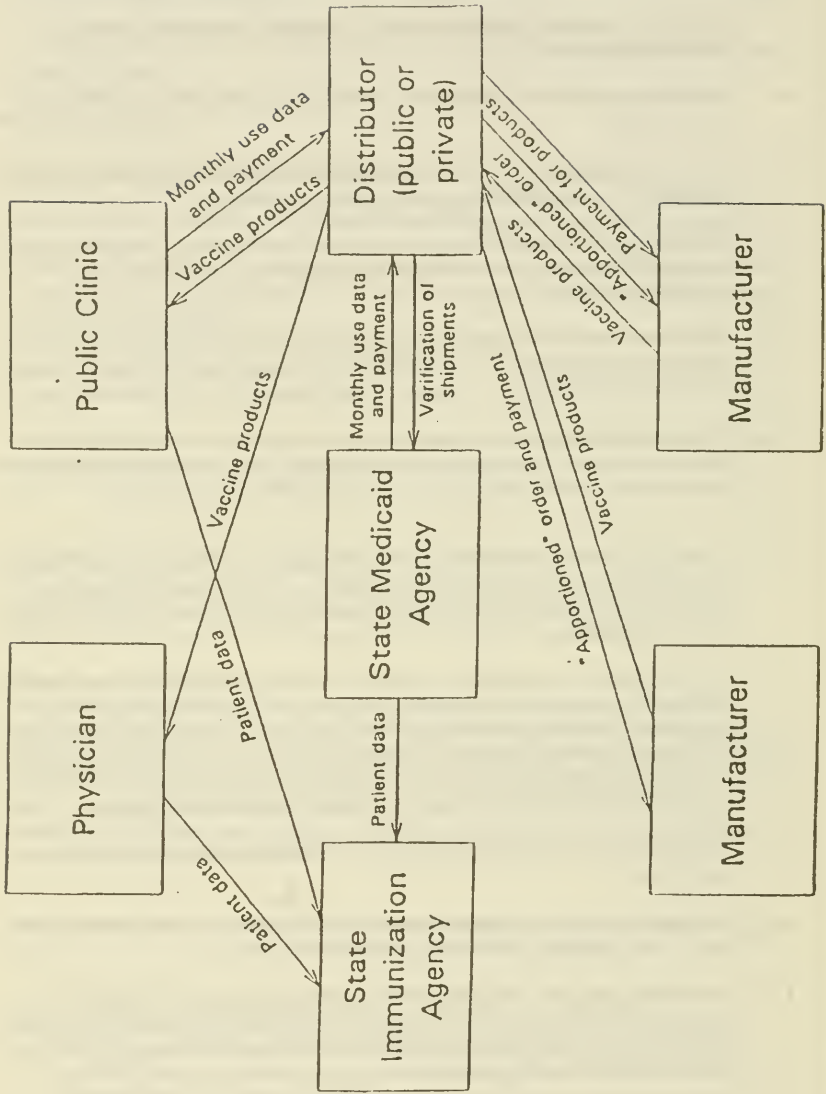 Physician
Public Clinic
Patient data
Patient data
Vaccine products
Vaccine products
Monthly use data
and payment
State
Immunization
Agency
Patient data
State Medicaid
Agency
Monthly use data
and payment
Verification of
shipments
Distributor
(public or
private)
"Apportioned" order and payment
Vaccine products
Vaccine products
"Apportioned" order
Payment for products
Manufacturer
Manufacturer